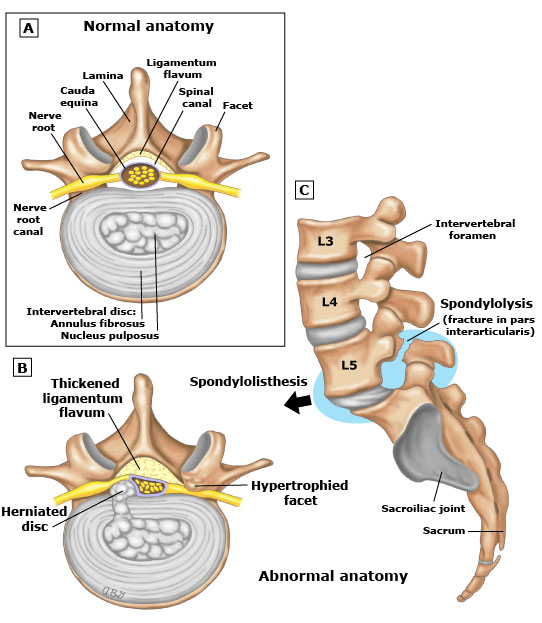 A
Normal anatomy
Lamina
Ligamentum
flavum
Cauda
equina
Spinal
canal
Facet
Nerve
root
Nerve
root
canal
Intervertebral disc:
Annulus fibrosus
Nucleus pulposus
B
Thickened
ligamentum
flavum
Herniated
disc
Hypertrophied
facet
Abnormal anatomy
C
L3
L4
L5
Intervertebral
foramen
Spondylolysis
(fracture in pars
interarticularis)
Spondylolisthesis
Sacroiliac joint
Sacrum